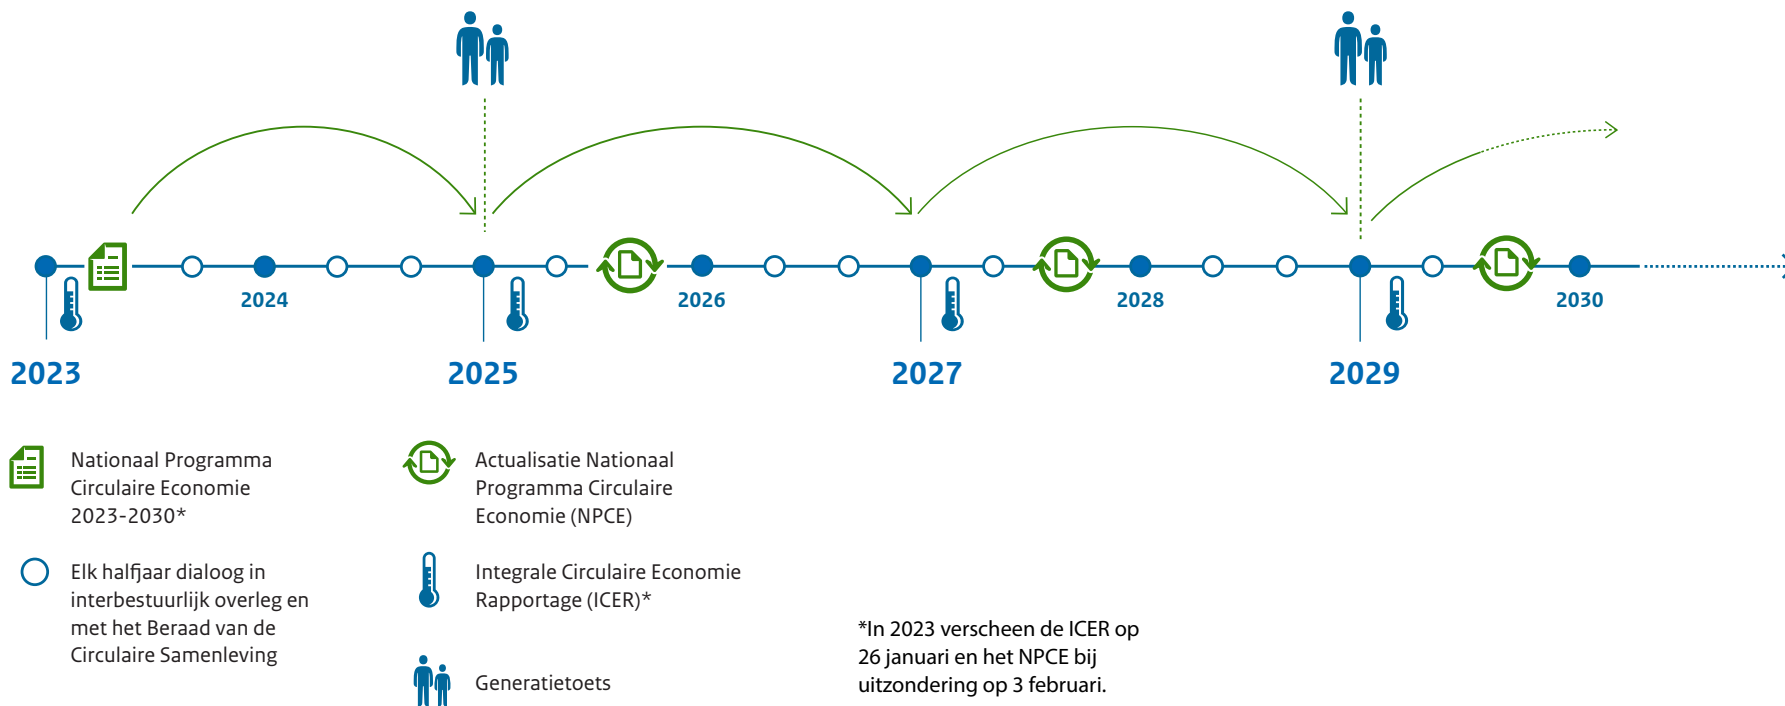 2024
2026
2028
2030
2023
2025
2027
2029
Nationaal Programma
Circulaire Economie
2023-2030*
Elk halfjaar dialoog in
interbestuurlijk overleg en
met het Beraad van de
Circulaire Samenleving
Actualisatie Nationaal
Programma Circulaire
Economie (NPCE)
Integrale Circulaire Economie
Rapportage (ICER)*
Generatietoets
*In 2023 verscheen de ICER op
26 januari en het NPCE bij
uitzondering op 3 februari.